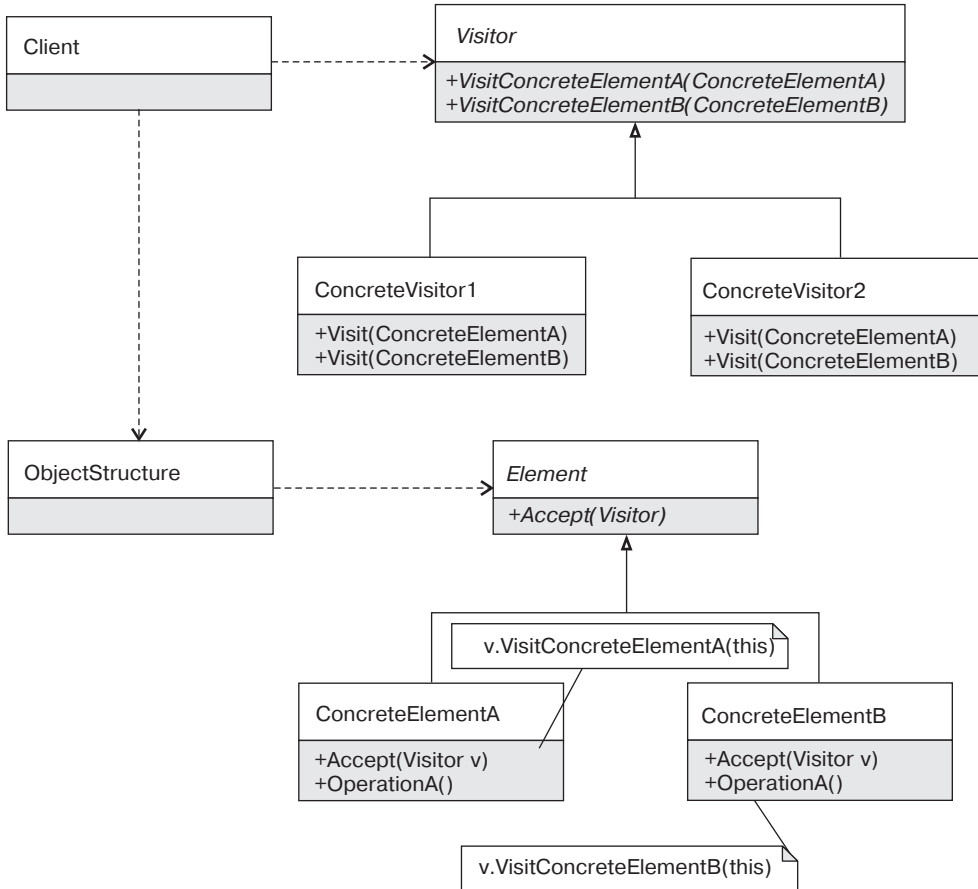 Client
Visitor
+VisitConcreteElementA(ConcreteElementA)
+VisitConcreteElementB(ConcreteElementB)
ConcreteVisitor1
+Visit(ConcreteElementA)
+Visit(ConcreteElementB)
ConcreteVisitor2
+Visit(ConcreteElementA)
+Visit(ConcreteElementB)
ObjectStructure
Element
+Accept(Visitor)
v.VisitConcreteElementA(this)
ConcreteElementA
+Accept(Visitor v)
+OperationA()
ConcreteElementB
+Accept(Visitor v)
+OperationA()
v.VisitConcreteElementB(this)